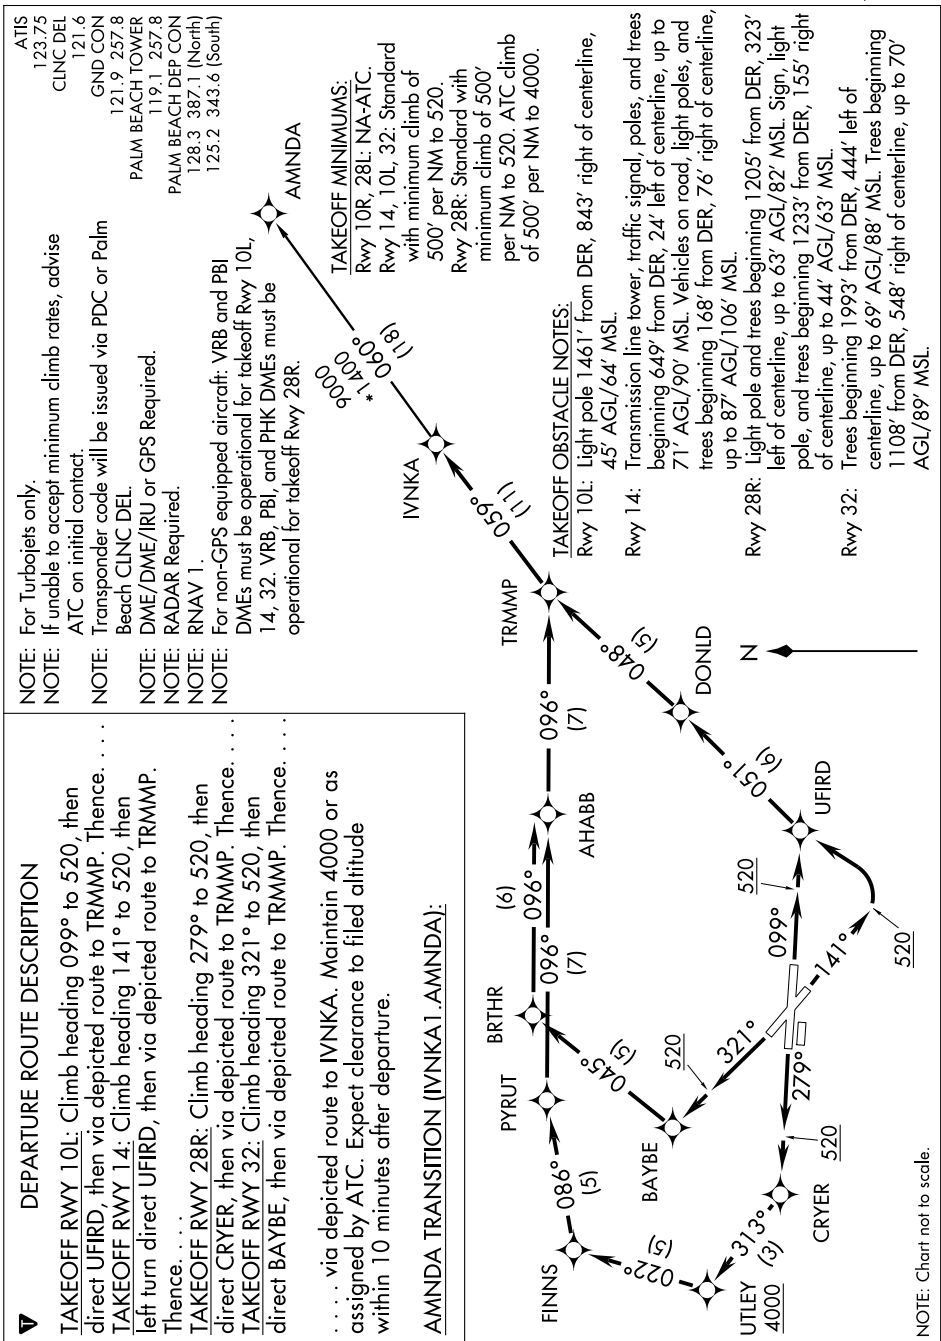 DEPARTURE ROUTE DESCRIPTION
TAKEOFF RWY 10L: Climb heading 099° to 520, then
direct UFIRD, then via depicted route to TRMMP. Thence. . . .
TAKEOFF RWY 14: Climb heading 141° to 520, then
left turn direct UFIRD, then via depicted route to TRMMP.
Thence. . . .
TAKEOFF RWY 28R: Climb heading 279° to 520, then
direct CRYER, then via depicted route to TRMMP. Thence. . . .
TAKEOFF RWY 32: Climb heading 321° to 520, then
direct BAYBE, then via depicted route to TRMMP. Thence. . . .
. . . . via depicted route to IVNKA. Maintain 4000 or as
assigned by ATC. Expect clearance to filed altitude
within 10 minutes after departure.
AMNDA TRANSITION (IVNKA1.AMNDA):
NOTE: For Turbojets only.
NOTE: If unable to accept minimum climb rates, advise
ATC on initial contact.
NOTE: Transponder code will be issued via PDC or Palm
Beach CLNC DEL.
NOTE: DME/DME/IRU or GPS Required.
NOTE: RADAR Required.
NOTE: RNAV 1.
NOTE: For non-GPS equipped aircraft: VRB and PBI
DMEs must be operational for takeoff Rwy 10L,
14, 32. VRB, PBI, and PHK DMEs must be
operational for takeoff Rwy 28R.
ATIS
123.75
CLNC DEL
121.6
GND CON
121.9 257.8
PALM BEACH TOWER
119.1 257.8
PALM BEACH DEP CON
128.3 387.1 (North)
125.2 343.6 (South)
AMNDA
9000
*1400
060°
(18)
IVNKA
059°
(11)
TRMMP
TAKEOFF MINIMUMS:
Rwy 10R, 28L: NA-ATC.
Rwy 14, 10L, 32: Standard
with minimum climb of
500' per NM to 520.
Rwy 28R: Standard with
minimum climb of 500'
per NM to 520. ATC climb
of 500' per NM to 4000.
TAKEOFF OBSTACLE NOTES:
Rwy 10L: Light pole 1461' from DER, 843' right of centerline,
45' AGL/64' MSL.
Rwy 14: Transmission line tower, traffic signal, poles, and trees
beginning 649' from DER, 24' left of centerline, up to
71' AGL/90' MSL. Vehicles on road, light poles, and
trees beginning 168' from DER, 76' right of centerline,
up to 87' AGL/106' MSL.
Rwy 28R: Light pole and trees beginning 1205' from DER, 323'
left of centerline, up to 63' AGL/82' MSL. Sign, light
pole, and trees beginning 1233' from DER, 155' right
of centerline, up to 44' AGL/63' MSL.
Rwy 32: Trees beginning 1993' from DER, 444' left of
centerline, up to 69' AGL/88' MSL. Trees beginning
1108' from DER, 548' right of centerline, up to 70'
AGL/89' MSL.
BRTHR
096°
(6)
PYRUT
096°
(7)
AHABB
096°
(7)
FINNS
086°
(5)
BAYBE
045°
(5)
520
321°
UTLEY
4000
022°
(5)
313°
(3)
CRYER
520
279°
099°
520
141°
520
UFIRD
051°
(6)
DONLD
048°
(5)
N
NOTE: Chart not to scale.